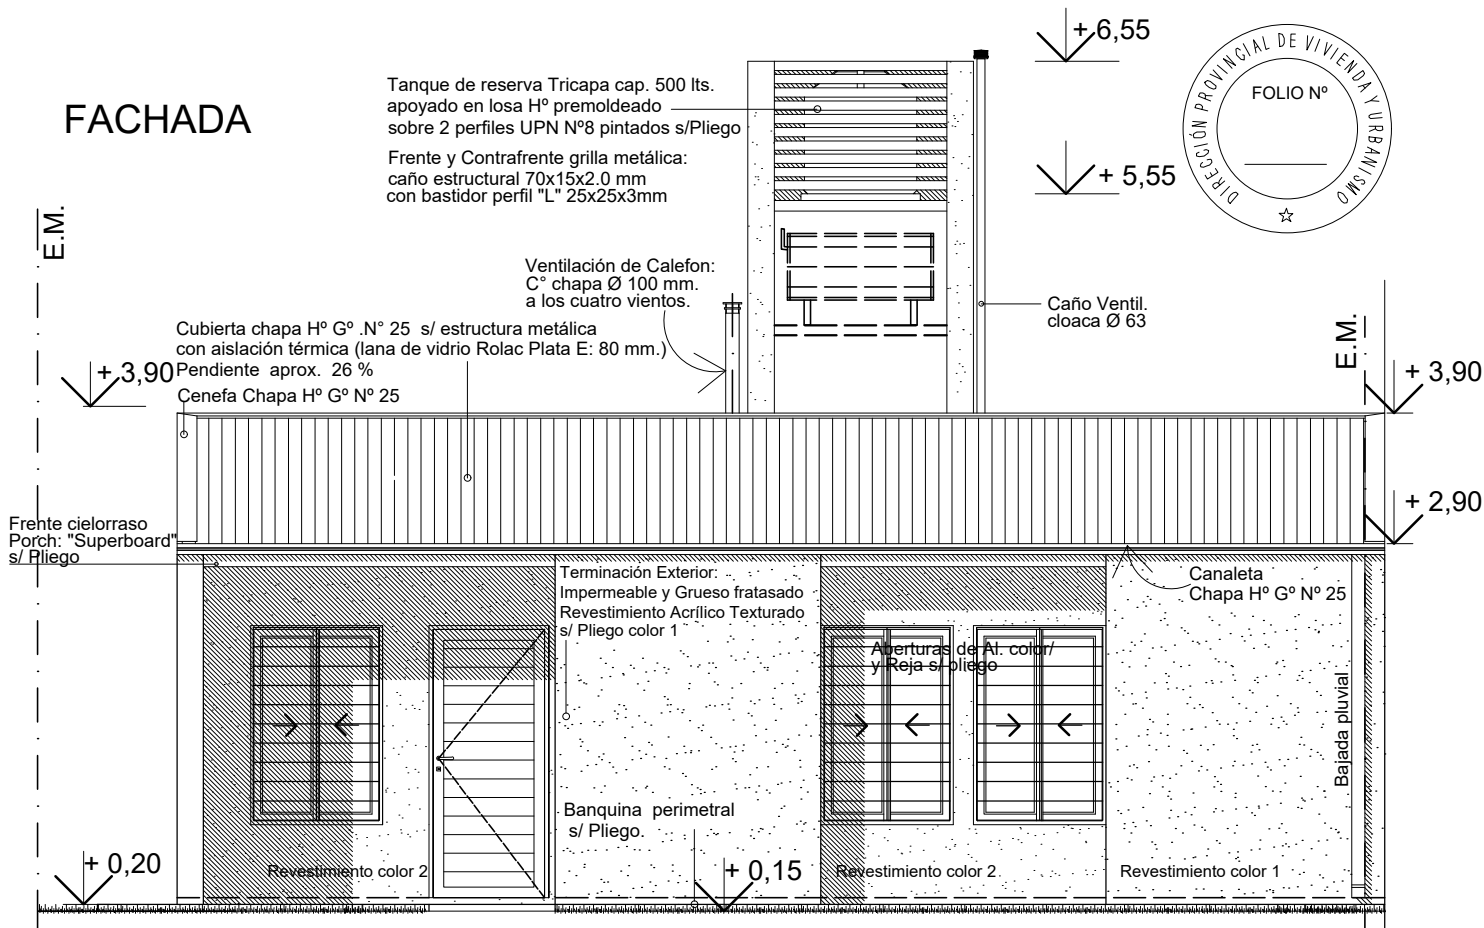 FACHADA
Tanque de reserva Tricapa cap. 500 lts.
apoyado en losa Hº premoldeado
sobre 2 perfiles UPN Nº8 pintados s/Pliego
Frente y Contrafrente grilla metálica:
caño estructural 70x15x2.0 mm
con bastidor perfil "L" 25x25x3mm
+ 6,55
+ 5,55
DIRECCIÓN PROVINCIAL DE VIVIENDA Y URBANISMO
FOLIO Nº
E.M.
Ventilación de Calefon:
C° chapa Ø 100 mm.
a los cuatro vientos.
Caño Ventil.
cloaca Ø 63
E.M.
Cubierta chapa Hº Gº .N° 25 s/ estructura metálica
con aislación térmica (lana de vidrio Rolac Plata E: 80 mm.)
Pendiente aprox. 26 %
Cenefa Chapa Hº Gº Nº 25
+ 3,90
+ 3,90
+ 2,90
Frente cielorraso
Porch: "Superboard"
s/ Pliego
Terminación Exterior:
Impermeable y Grueso fratasado
Revestimiento Acrílico Texturado
s/ Pliego color 1
Canaleta
Chapa Hº Gº Nº 25
Aberturas de Al. color/
y Reja s/ pliego
Bajada pluvial
Banquina perimetral
s/ Pliego.
+ 0,20
Revestimiento color 2
+ 0,15
Revestimiento color 2
Revestimiento color 1